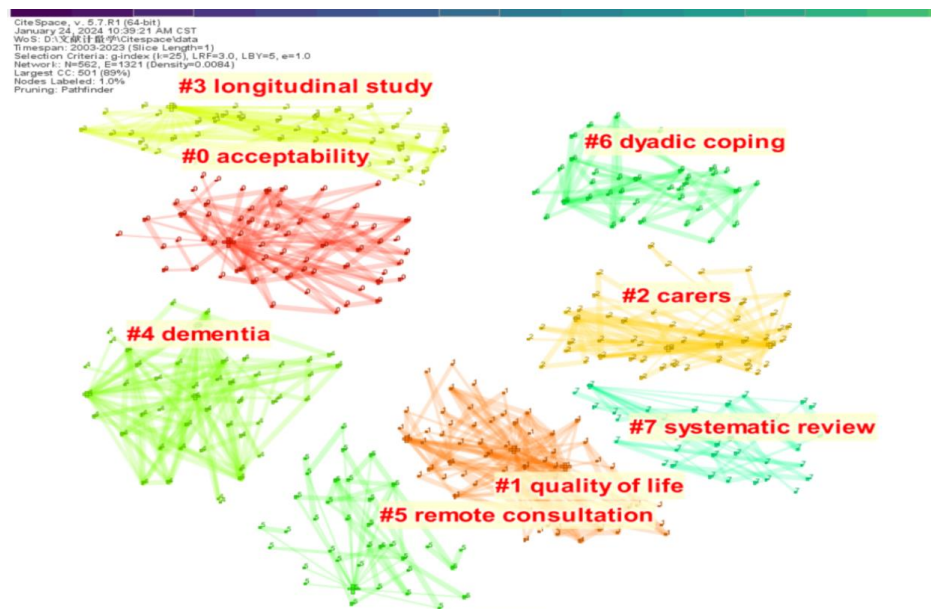 CiteSpace, v. 5.7.R1 (64-bit)
January 24, 2024 10:39:21 AM CST
WoS: D:\文献计量学\Citespace\data
Timespan: 2003-2023 (Slice Length=1)
Selection Criteria: g-index (k=25), LRF=3.0, LBY=5, e=1.0
Network: N=562, E=1321 (Density=0.0084)
Largest CC: 501 (89%)
Nodes Labeled: 1.0%
Pruning: Pathfinder
#3 longitudinal study
#6 dyadic coping
#0 acceptability
#2 carers
#4 dementia
#7 systematic review
#1 quality of life
#5 remote consultation